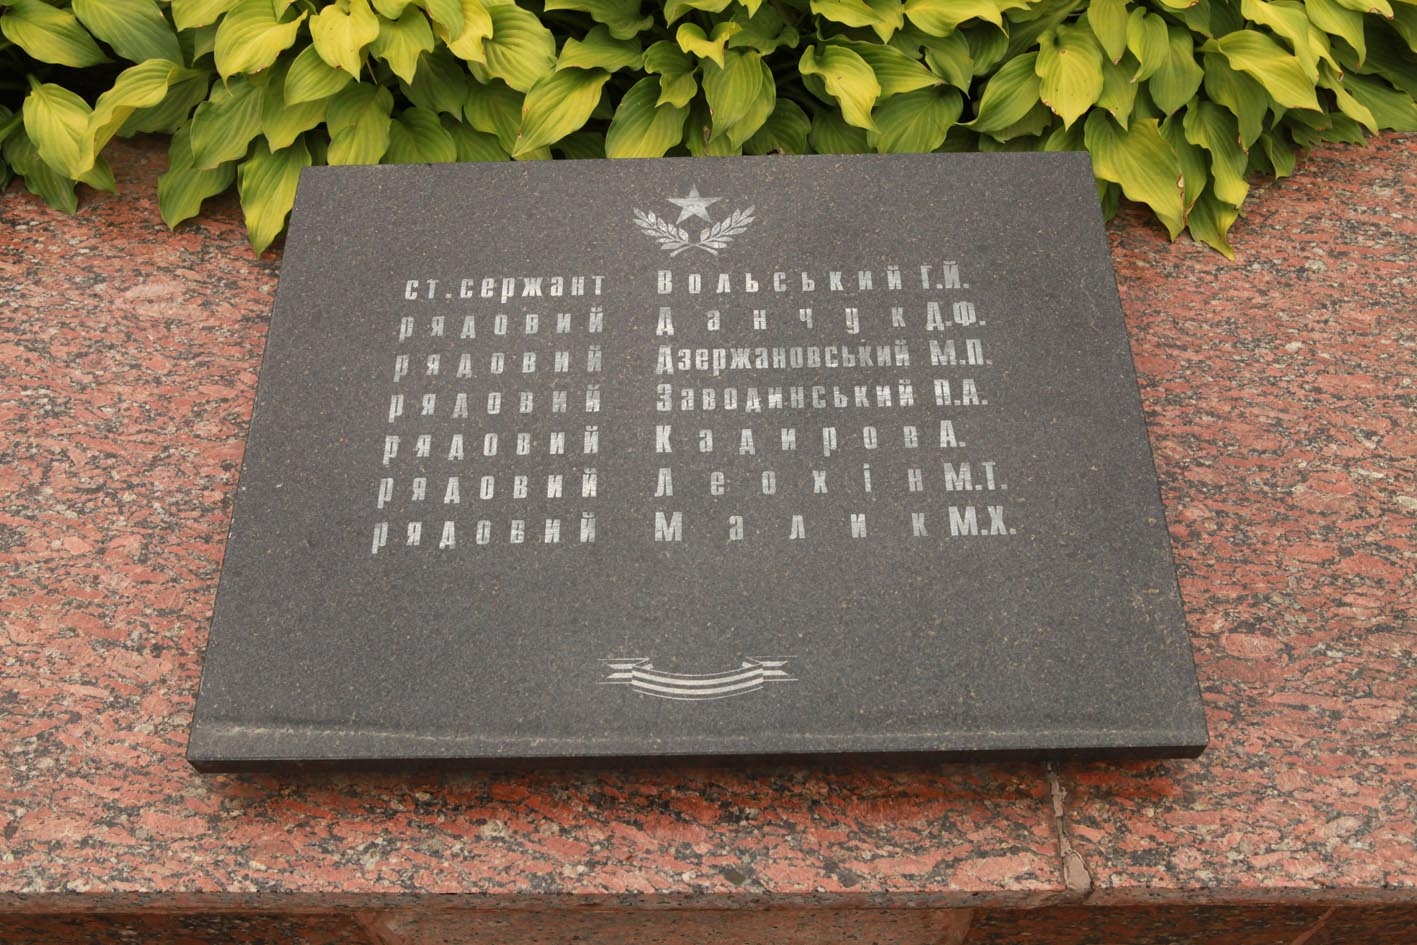 ст.сержант Вольський Г.Й.
рядовий Данчук Д.Ф.
рядовий Дзержановський М.П.
рядовий Заводинський П.А.
рядовий Кадиров А.
рядовий Леохін М.Т.
рядовий Малик М.Х.